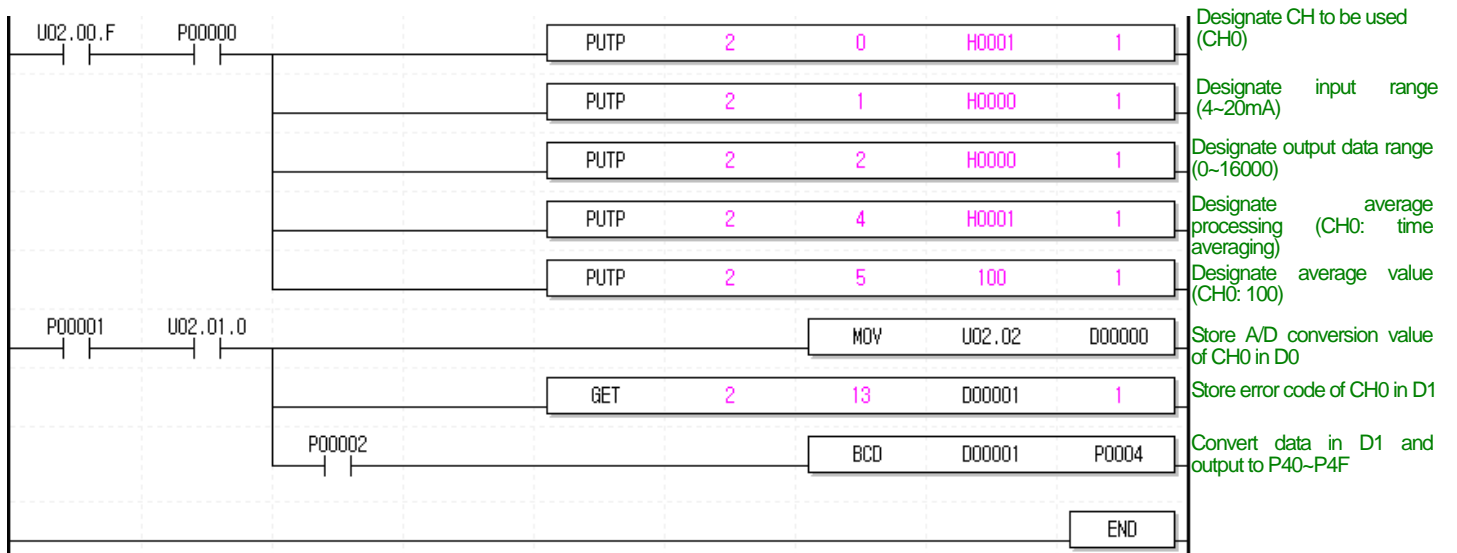 Designate CH to be used
U02.00.F P00000 PUTP 2 0 H0001 1 (CH0)
Designate input range
PUTP 2 1 H0000 1 (4~20mA)
PUTP 2 2 H0000 1 Designate output data range
(0~16000)
Designate average
PUTP 2 4 H0001 1 processing (CH0: time
averaging)
PUTP 2 5 100 1 Designate average value
(CH0: 100)
P00001 U02.01.0 MOV U02.02 D00000 Store A/D conversion value
of CH0 in D0
GET 2 13 D00001 1 Store error code of CH0 in D1
P00002 BCD D00001 P0004 Convert data in D1 and
output to P40~P4F
END